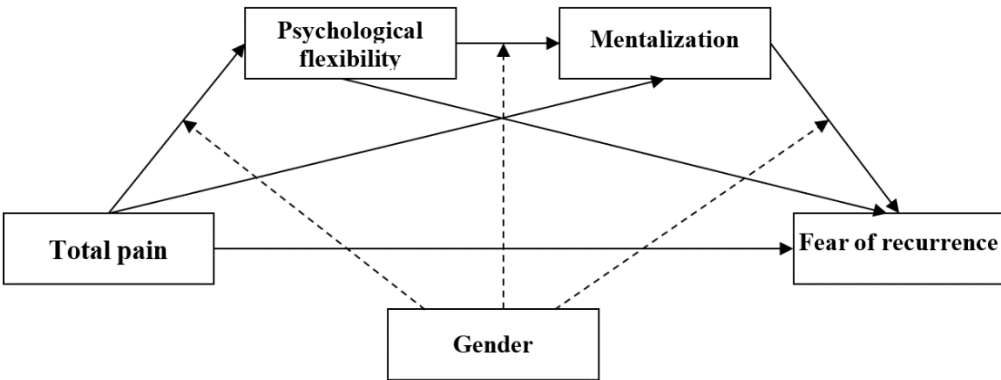 Psychological
flexibility
Mentalization
Total pain
Fear of recurrence
Gender